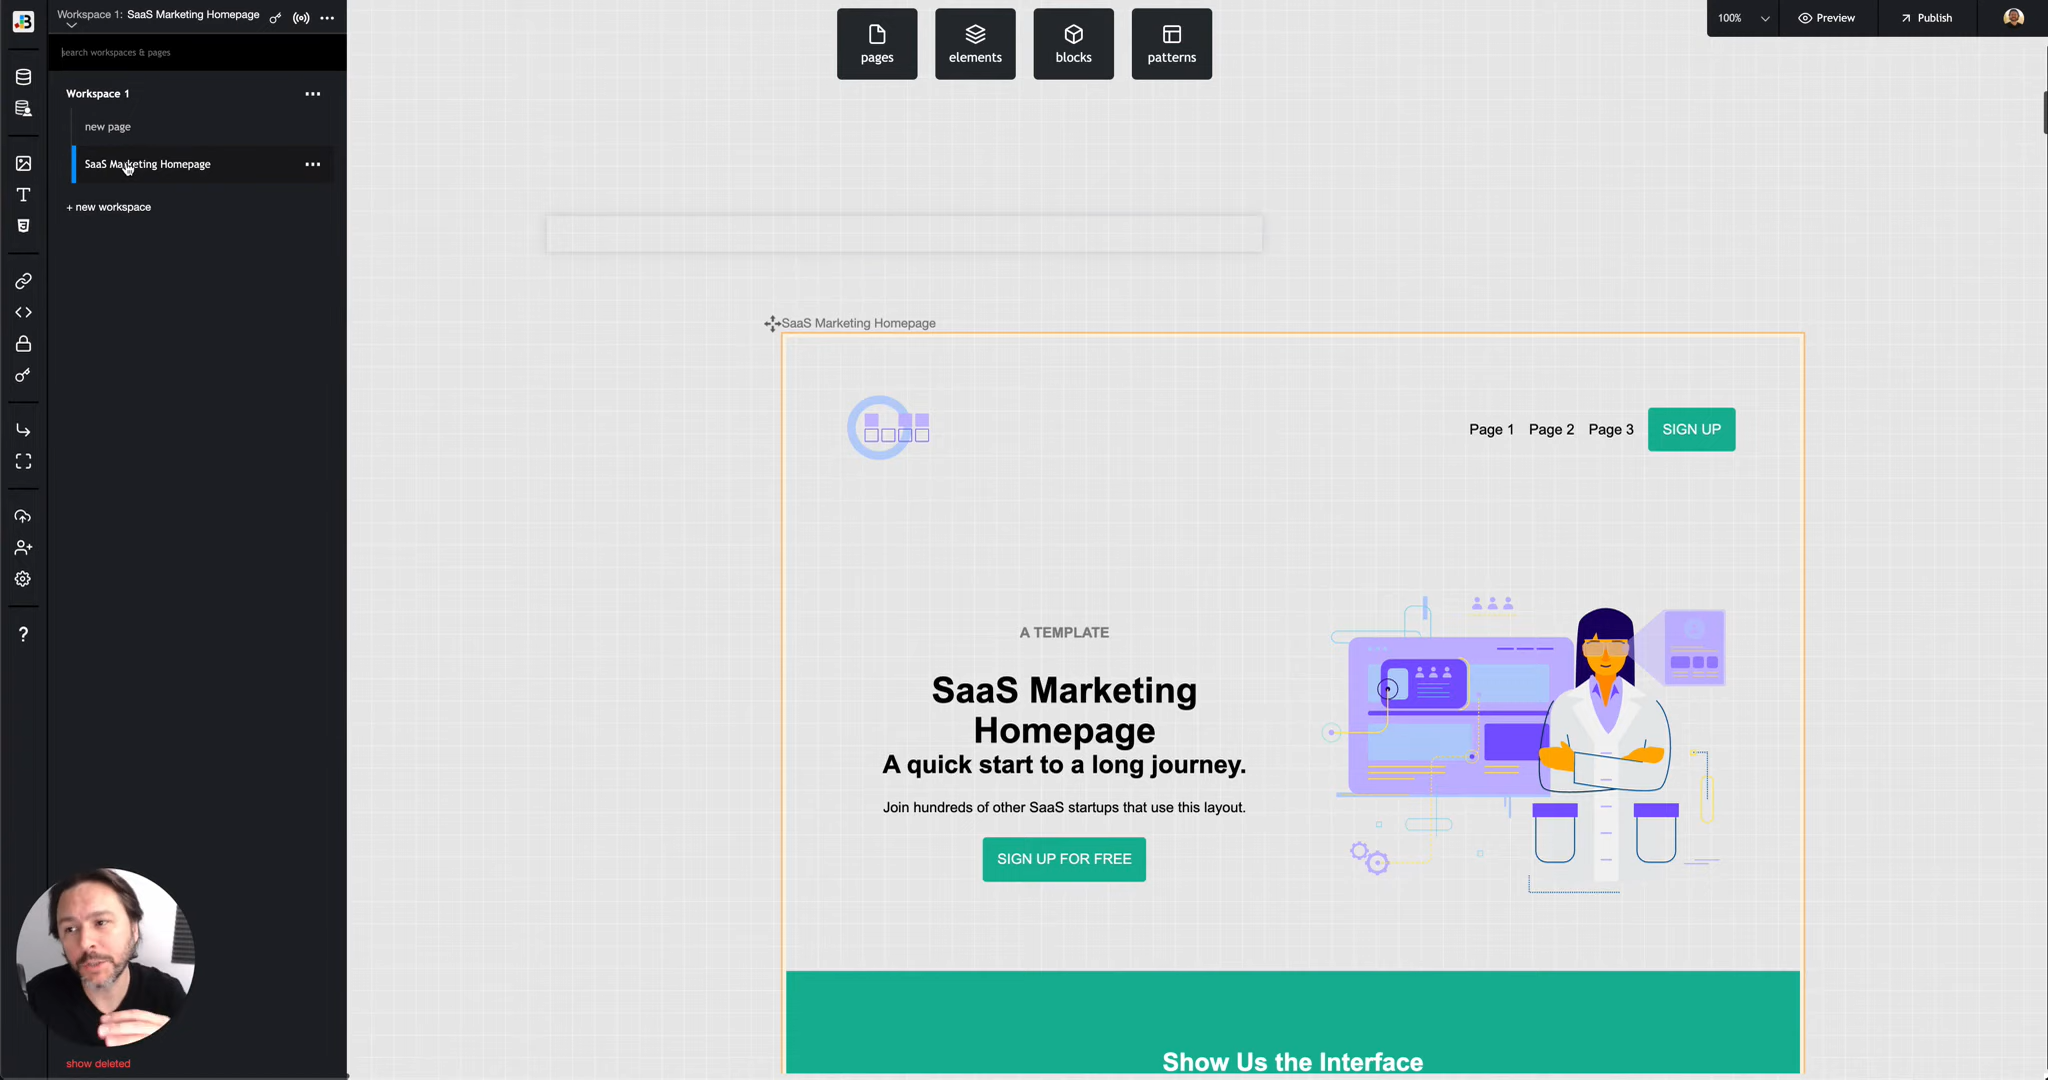 Workspace 1: SaaS Marketing Homepage
search workspaces & pages
Workspace 1
new page
SaaS Marketing Homepage
+ new workspace
show deleted
pages
elements
blocks
patterns
100%
Preview
Publish
SaaS Marketing Homepage
Page 1 Page 2 Page 3 SIGN UP
A TEMPLATE
SaaS Marketing
Homepage
A quick start to a long journey.
Join hundreds of other SaaS startups that use this layout.
SIGN UP FOR FREE
Show Us the Interface